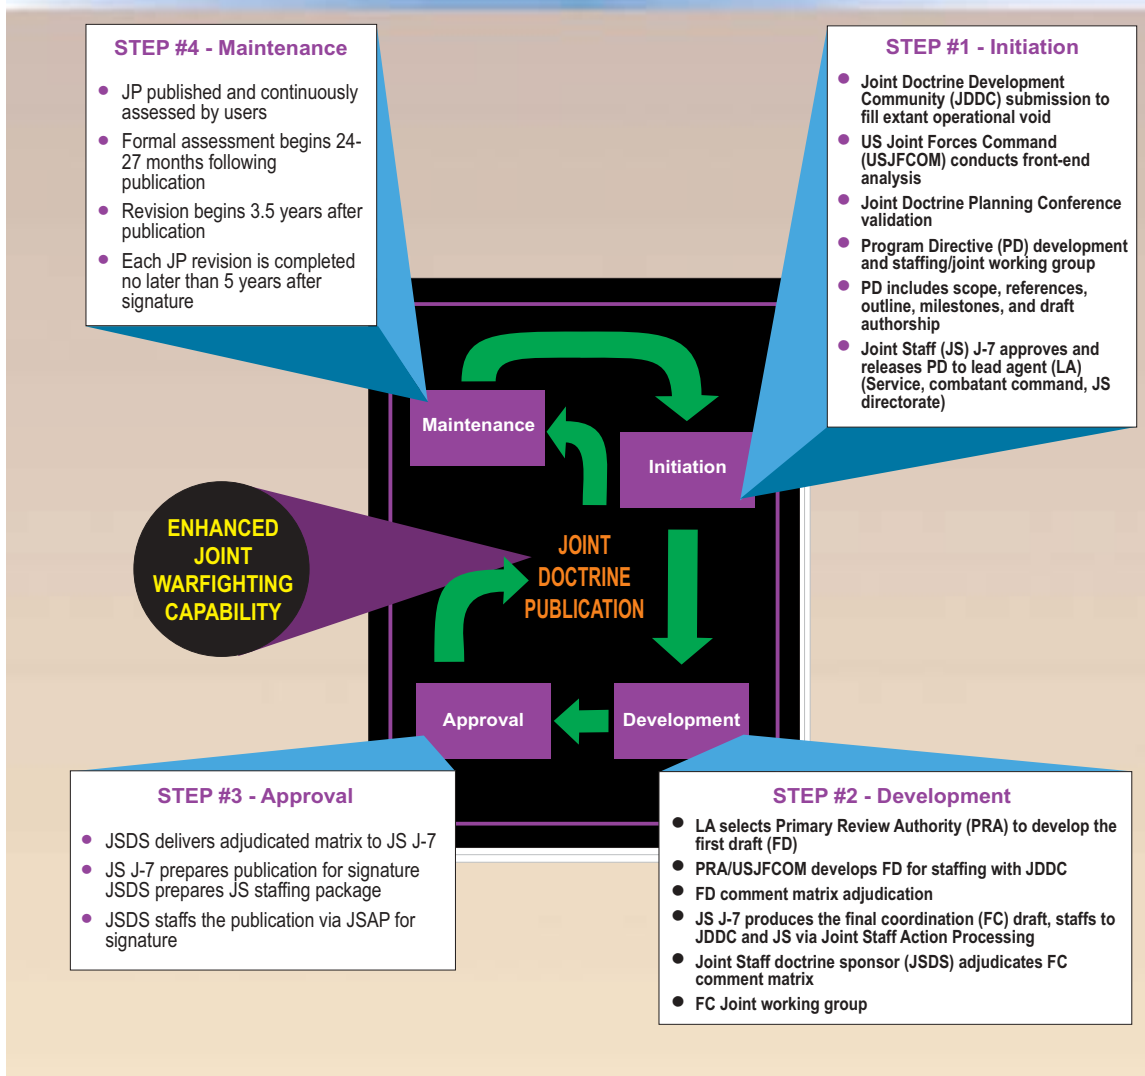 STEP #4 - Maintenance
● JP published and continuously
assessed by users
● Formal assessment begins 24-
27 months following
publication
● Revision begins 3.5 years after
publication
● Each JP revision is completed
no later than 5 years after
signature
STEP #1 - Initiation
● Joint Doctrine Development
Community (JDDC) submission to
fill extant operational void
● US Joint Forces Command
(USJFCOM) conducts front-end
analysis
● Joint Doctrine Planning Conference
validation
● Program Directive (PD) development
and staffing/joint working group
● PD includes scope, references,
outline, milestones, and draft
authorship
● Joint Staff (JS) J-7 approves and
releases PD to lead agent (LA)
(Service, combatant command, JS
directorate)
Maintenance
Initiation
ENHANCED
JOINT
WARFIGHTING
CAPABILITY
JOINT
DOCTRINE
PUBLICATION
Approval
Development
STEP #3 - Approval
● JSDS delivers adjudicated matrix to JS J-7
● JS J-7 prepares publication for signature
JSDS prepares JS staffing package
● JSDS staffs the publication via JSAP for
signature
STEP #2 - Development
● LA selects Primary Review Authority (PRA) to develop the
first draft (FD)
● PRA/USJFCOM develops FD for staffing with JDDC
● FD comment matrix adjudication
● JS J-7 produces the final coordination (FC) draft, staffs to
JDDC and JS via Joint Staff Action Processing
● Joint Staff doctrine sponsor (JSDS) adjudicates FC
comment matrix
● FC Joint working group